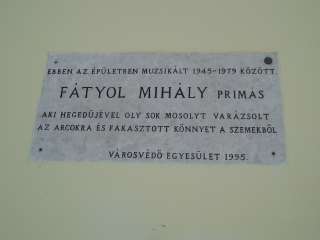 EBBEN AZ ÉPÜLETBEN MUZSIKÁLT 1945-1979 KÖZÖTT
FÁTYOL MIHÁLY PRIMÁS
AKI HEGEDŰJÉVEL OLY SOK MOSOLYT VARÁZSOLT
AZ ARCOKRA ÉS FAKASZTOTT KÖNNYET A SZEMEKBŐL
VÁROSVÉDŐ EGYESÜLET 1995.